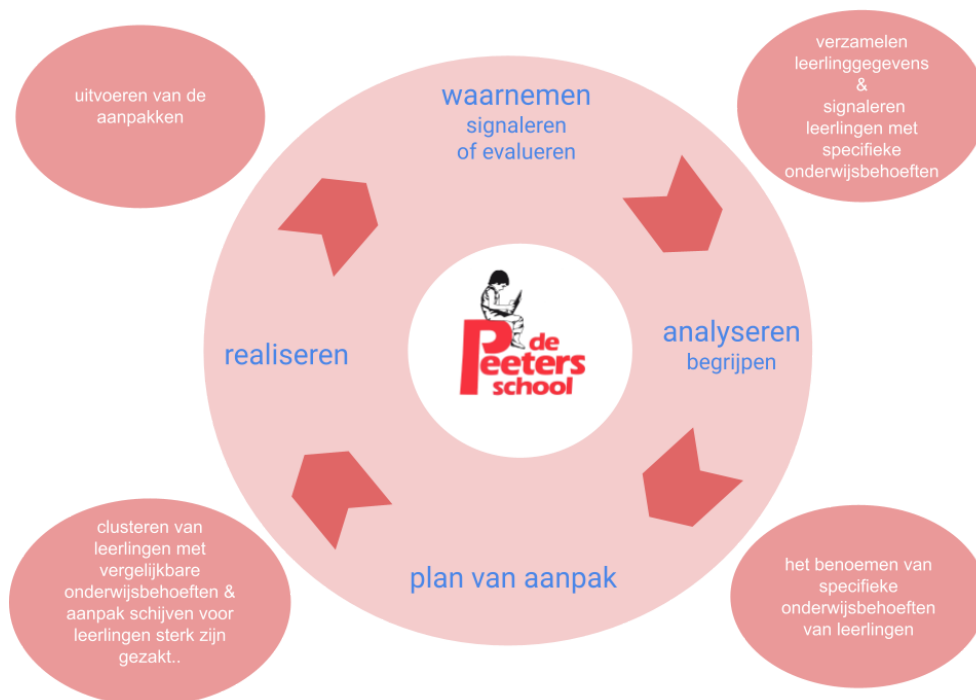 uitvoeren van de
aanpakken
waarnemen
signaleren
of evalueren
verzamelen
leerlinggegevens
&
signaleren
leerlingen met
specifieke
onderwijsbehoeften
realiseren
de
Peeters
school
analyseren
begrijpen
clusteren van
leerlingen met
vergelijkbare
onderwijsbehoeften &
aanpak schijven voor
leerlingen sterk zijn
gezakt..
plan van aanpak
het benoemen van
specifieke
onderwijsbehoeften
van leerlingen